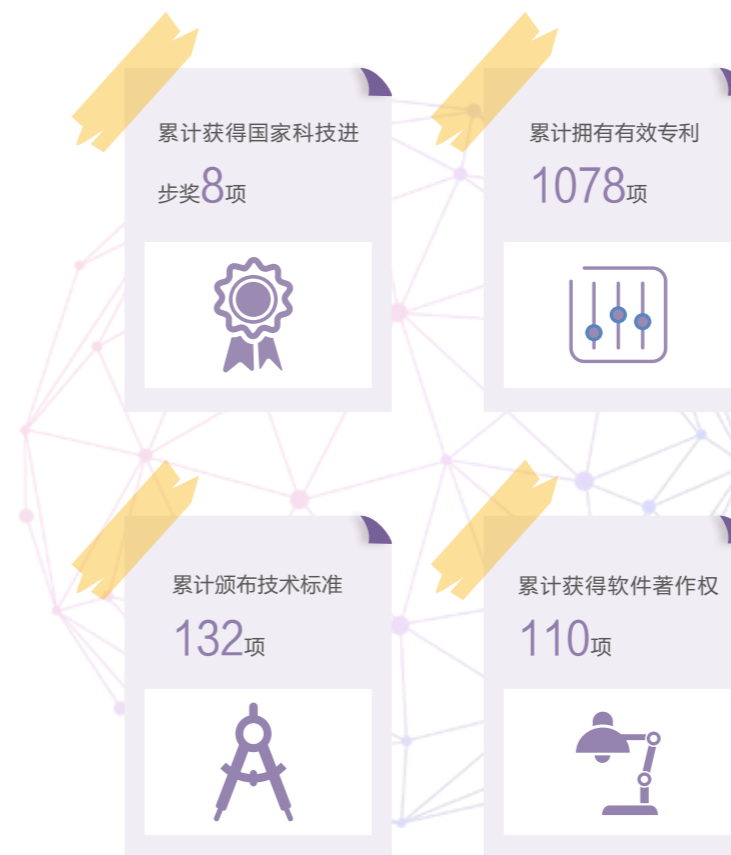 累计获得国家科技进
步奖8项
累计拥有有效专利
1078项
累计颁布技术标准
132项
累计获得软件著作权
110项